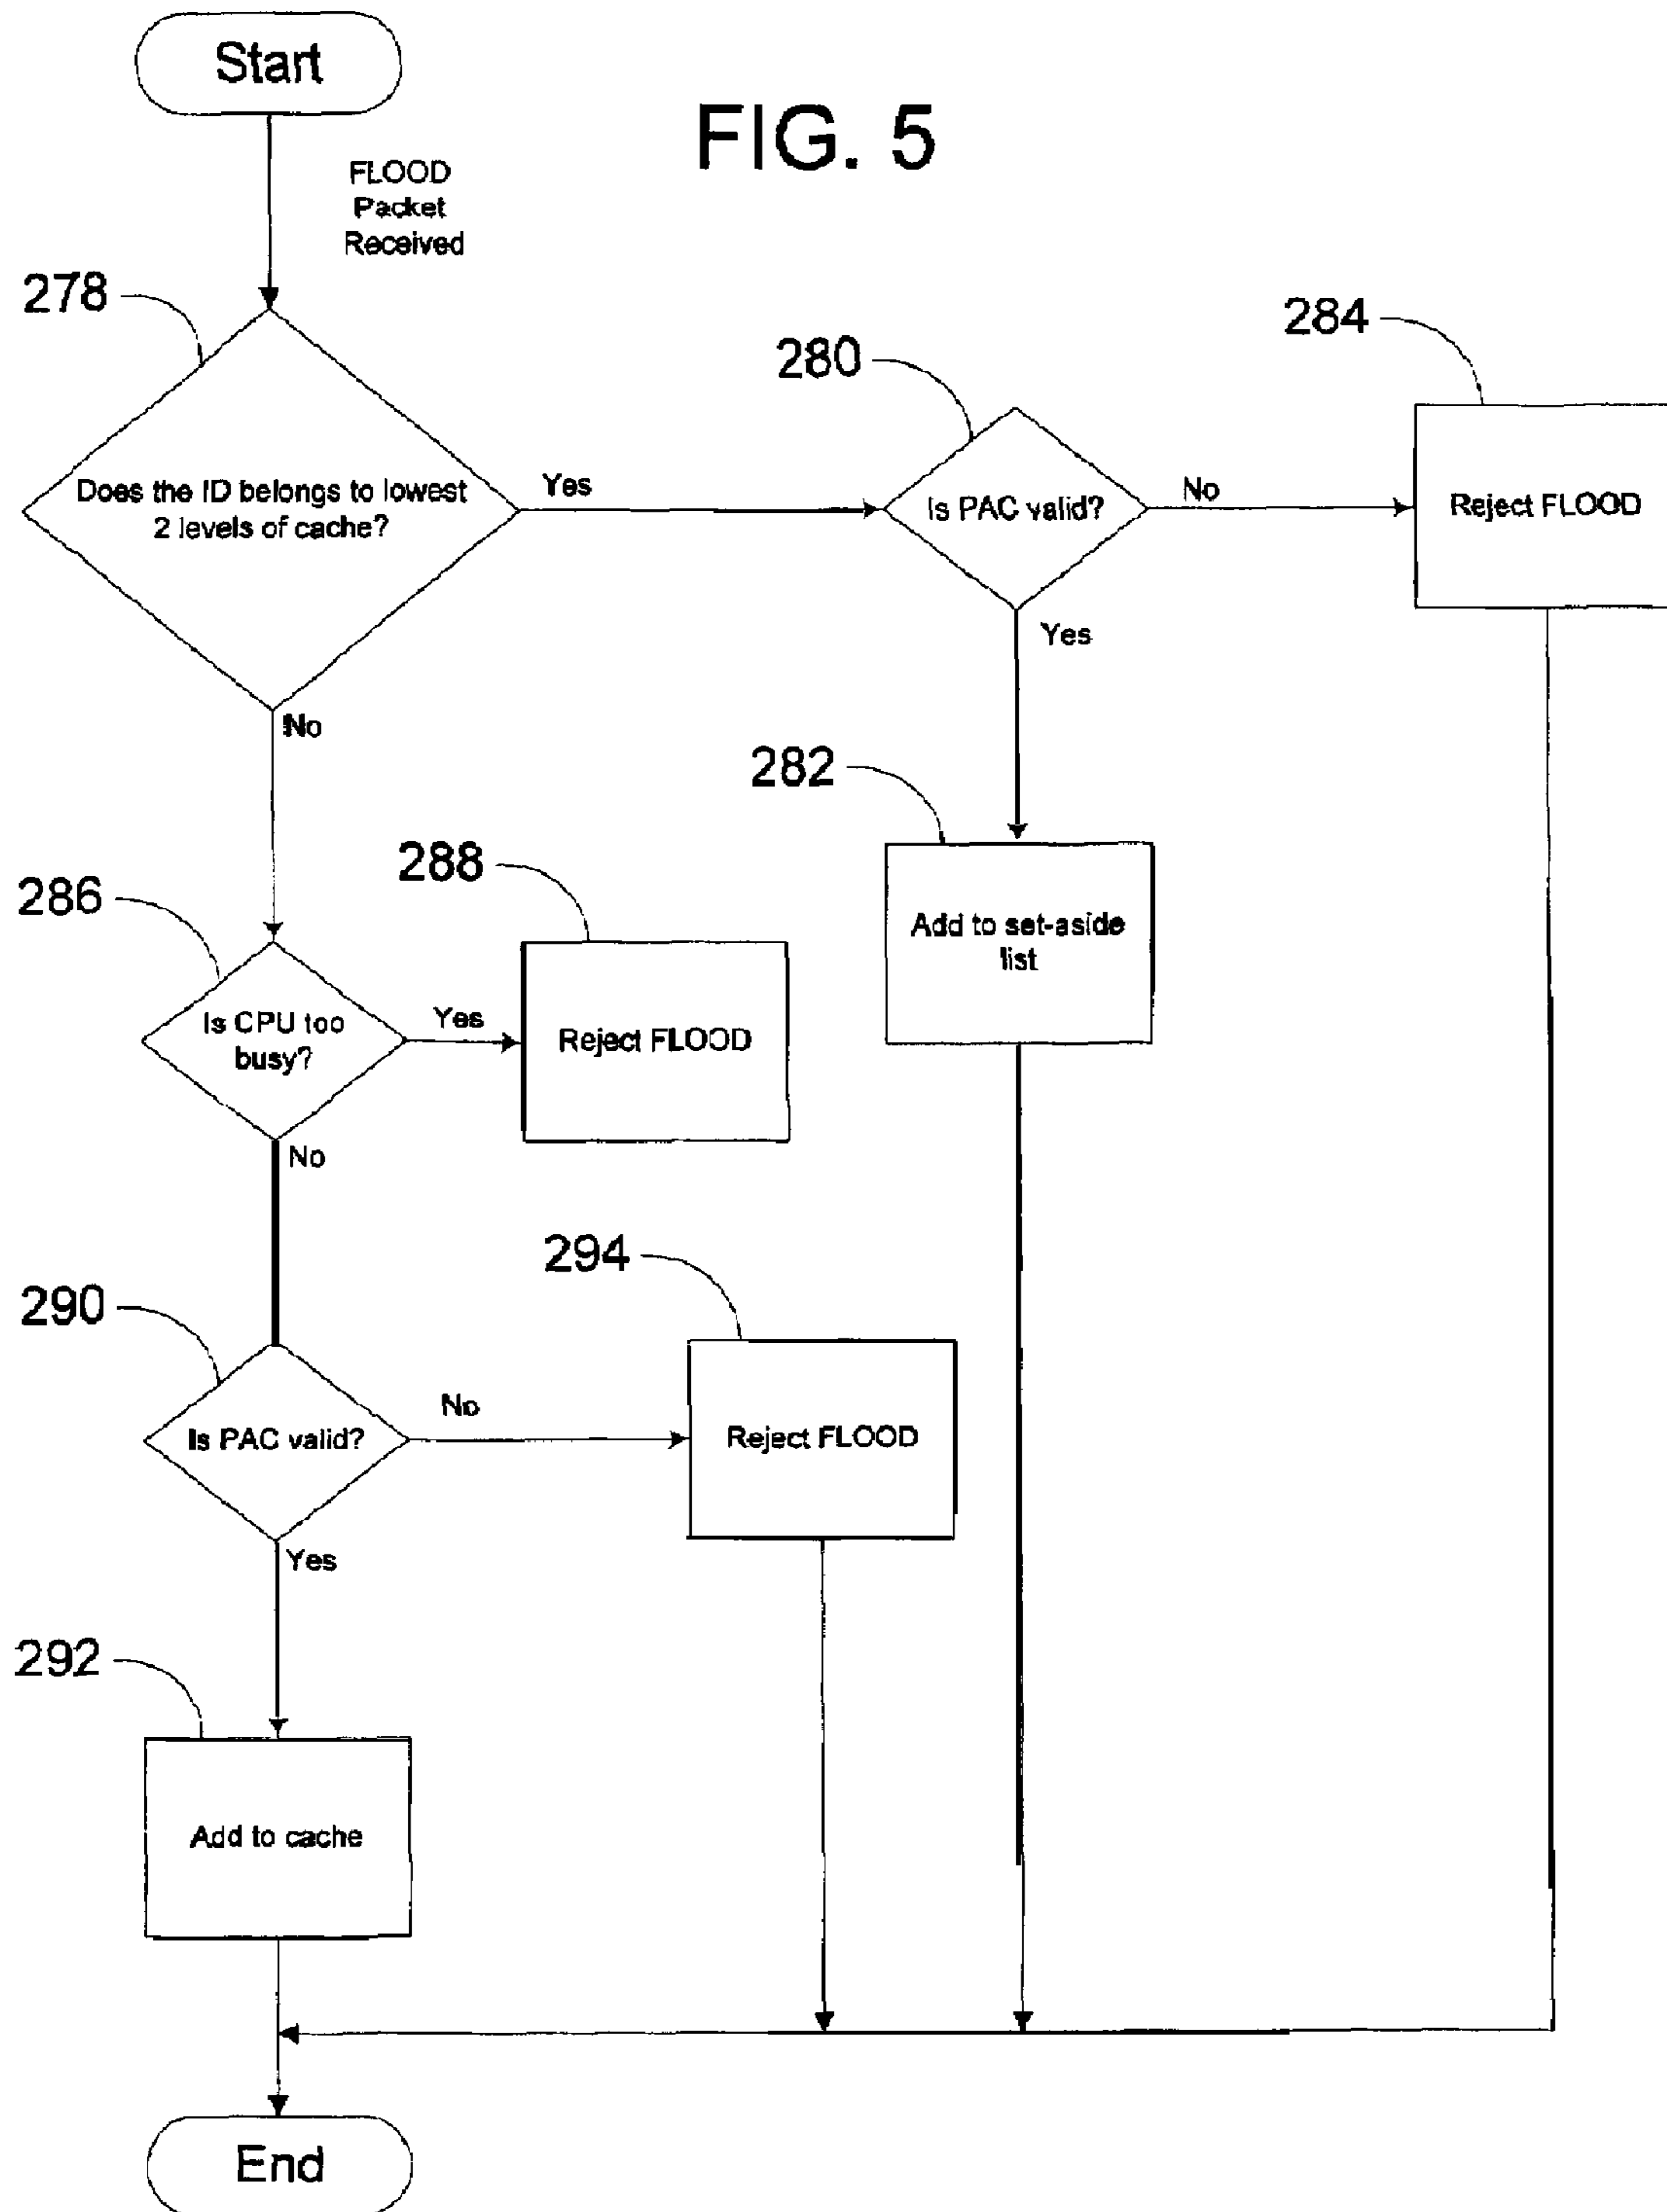 Start
FIG. 5
FLOOD
Packet
Received
278
280
284
Does the ID belongs to lowest
2 levels of cache?
Yes
Is PAC valid?
No
Reject FLOOD
Yes
No
282
288
286
Add to set-aside
list
Is CPU too
busy?
Yes
Reject FLOOD
No
294
290
Is PAC valid?
No
Reject FLOOD
Yes
292
Add to cache
End